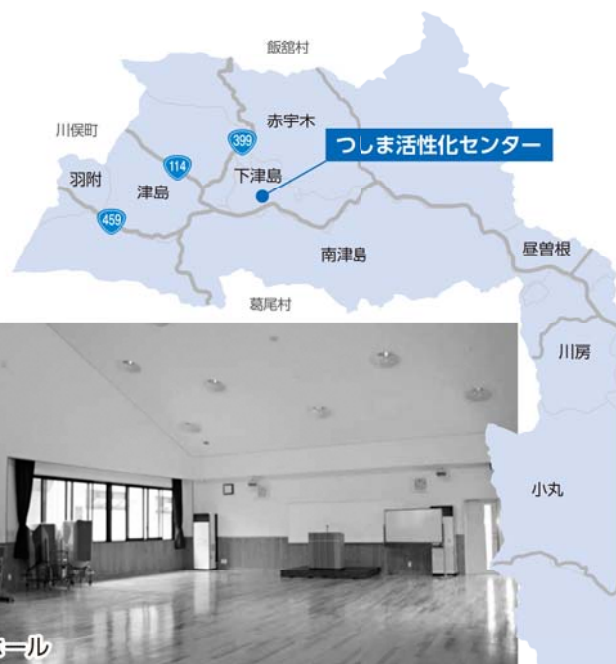 飯舘村
川俣町
赤宇木
399
つしま活性化センター
114
下津島
羽附
津島
459
南津島
昼曽根
葛尾村
川房
小丸
ホール